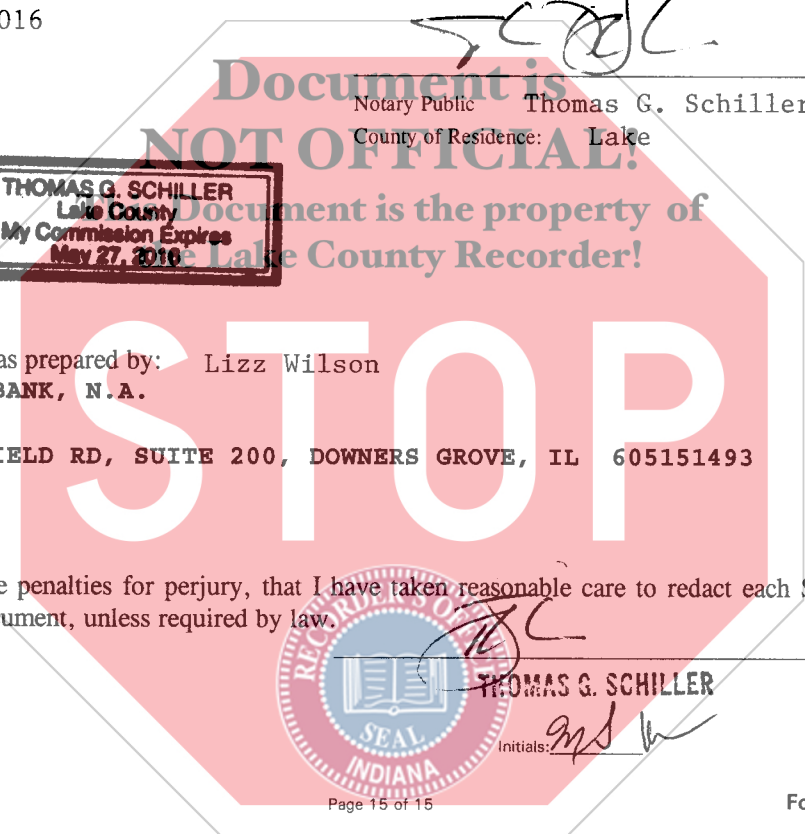 016
Document is
Notary Public Thomas G. Schiller
NOT OFFICIAL!
County of Residence: Lake
THOMAS G. SCHILLER
Lake County
My Commission Expires
May 27, 2016
Document is the property of
the Lake County Recorder!
STOP
as prepared by: Lizz Wilson
BANK, N.A.
IELD RD, SUITE 200, DOWNERS GROVE, IL 605151493
e penalties for perjury, that I have taken reasonable care to redact each S
ument, unless required by law.
RECORDER'S OFFICE
SEAL
INDIANA
THOMAS G. SCHILLER
Initials:
Page 15 of 15
Fo